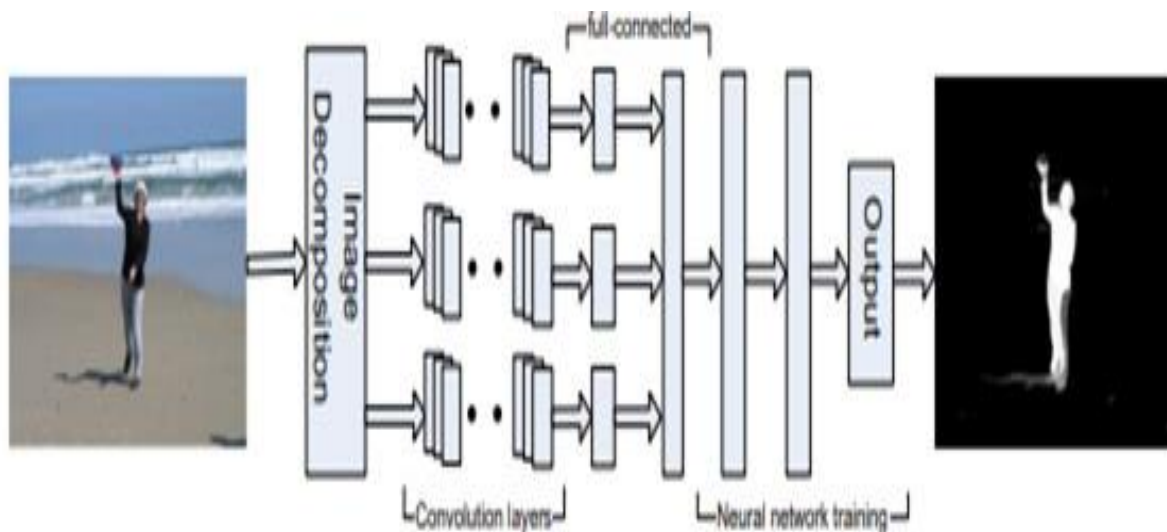 full-connected
Image
Decomposition
Output
Convolution layers
Neural network training